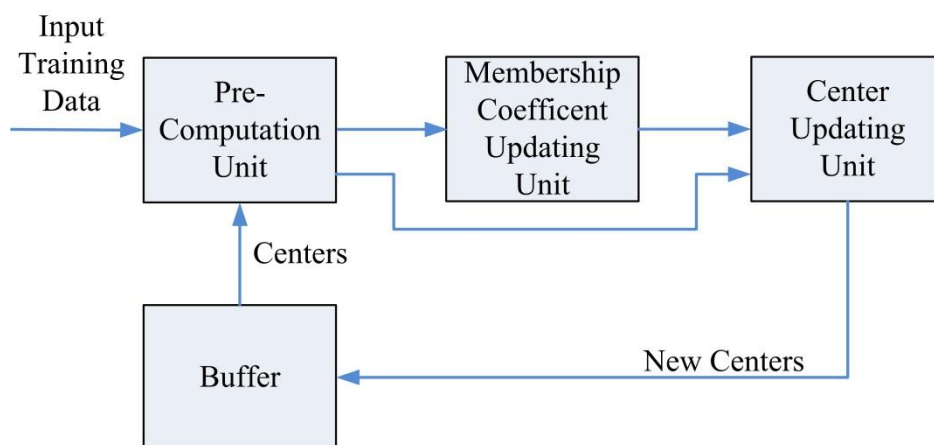 Input
Training
Data
Pre-
Computation
Unit
Membership
Coefficent
Updating
Unit
Center
Updating
Unit
Centers
Buffer
New Centers